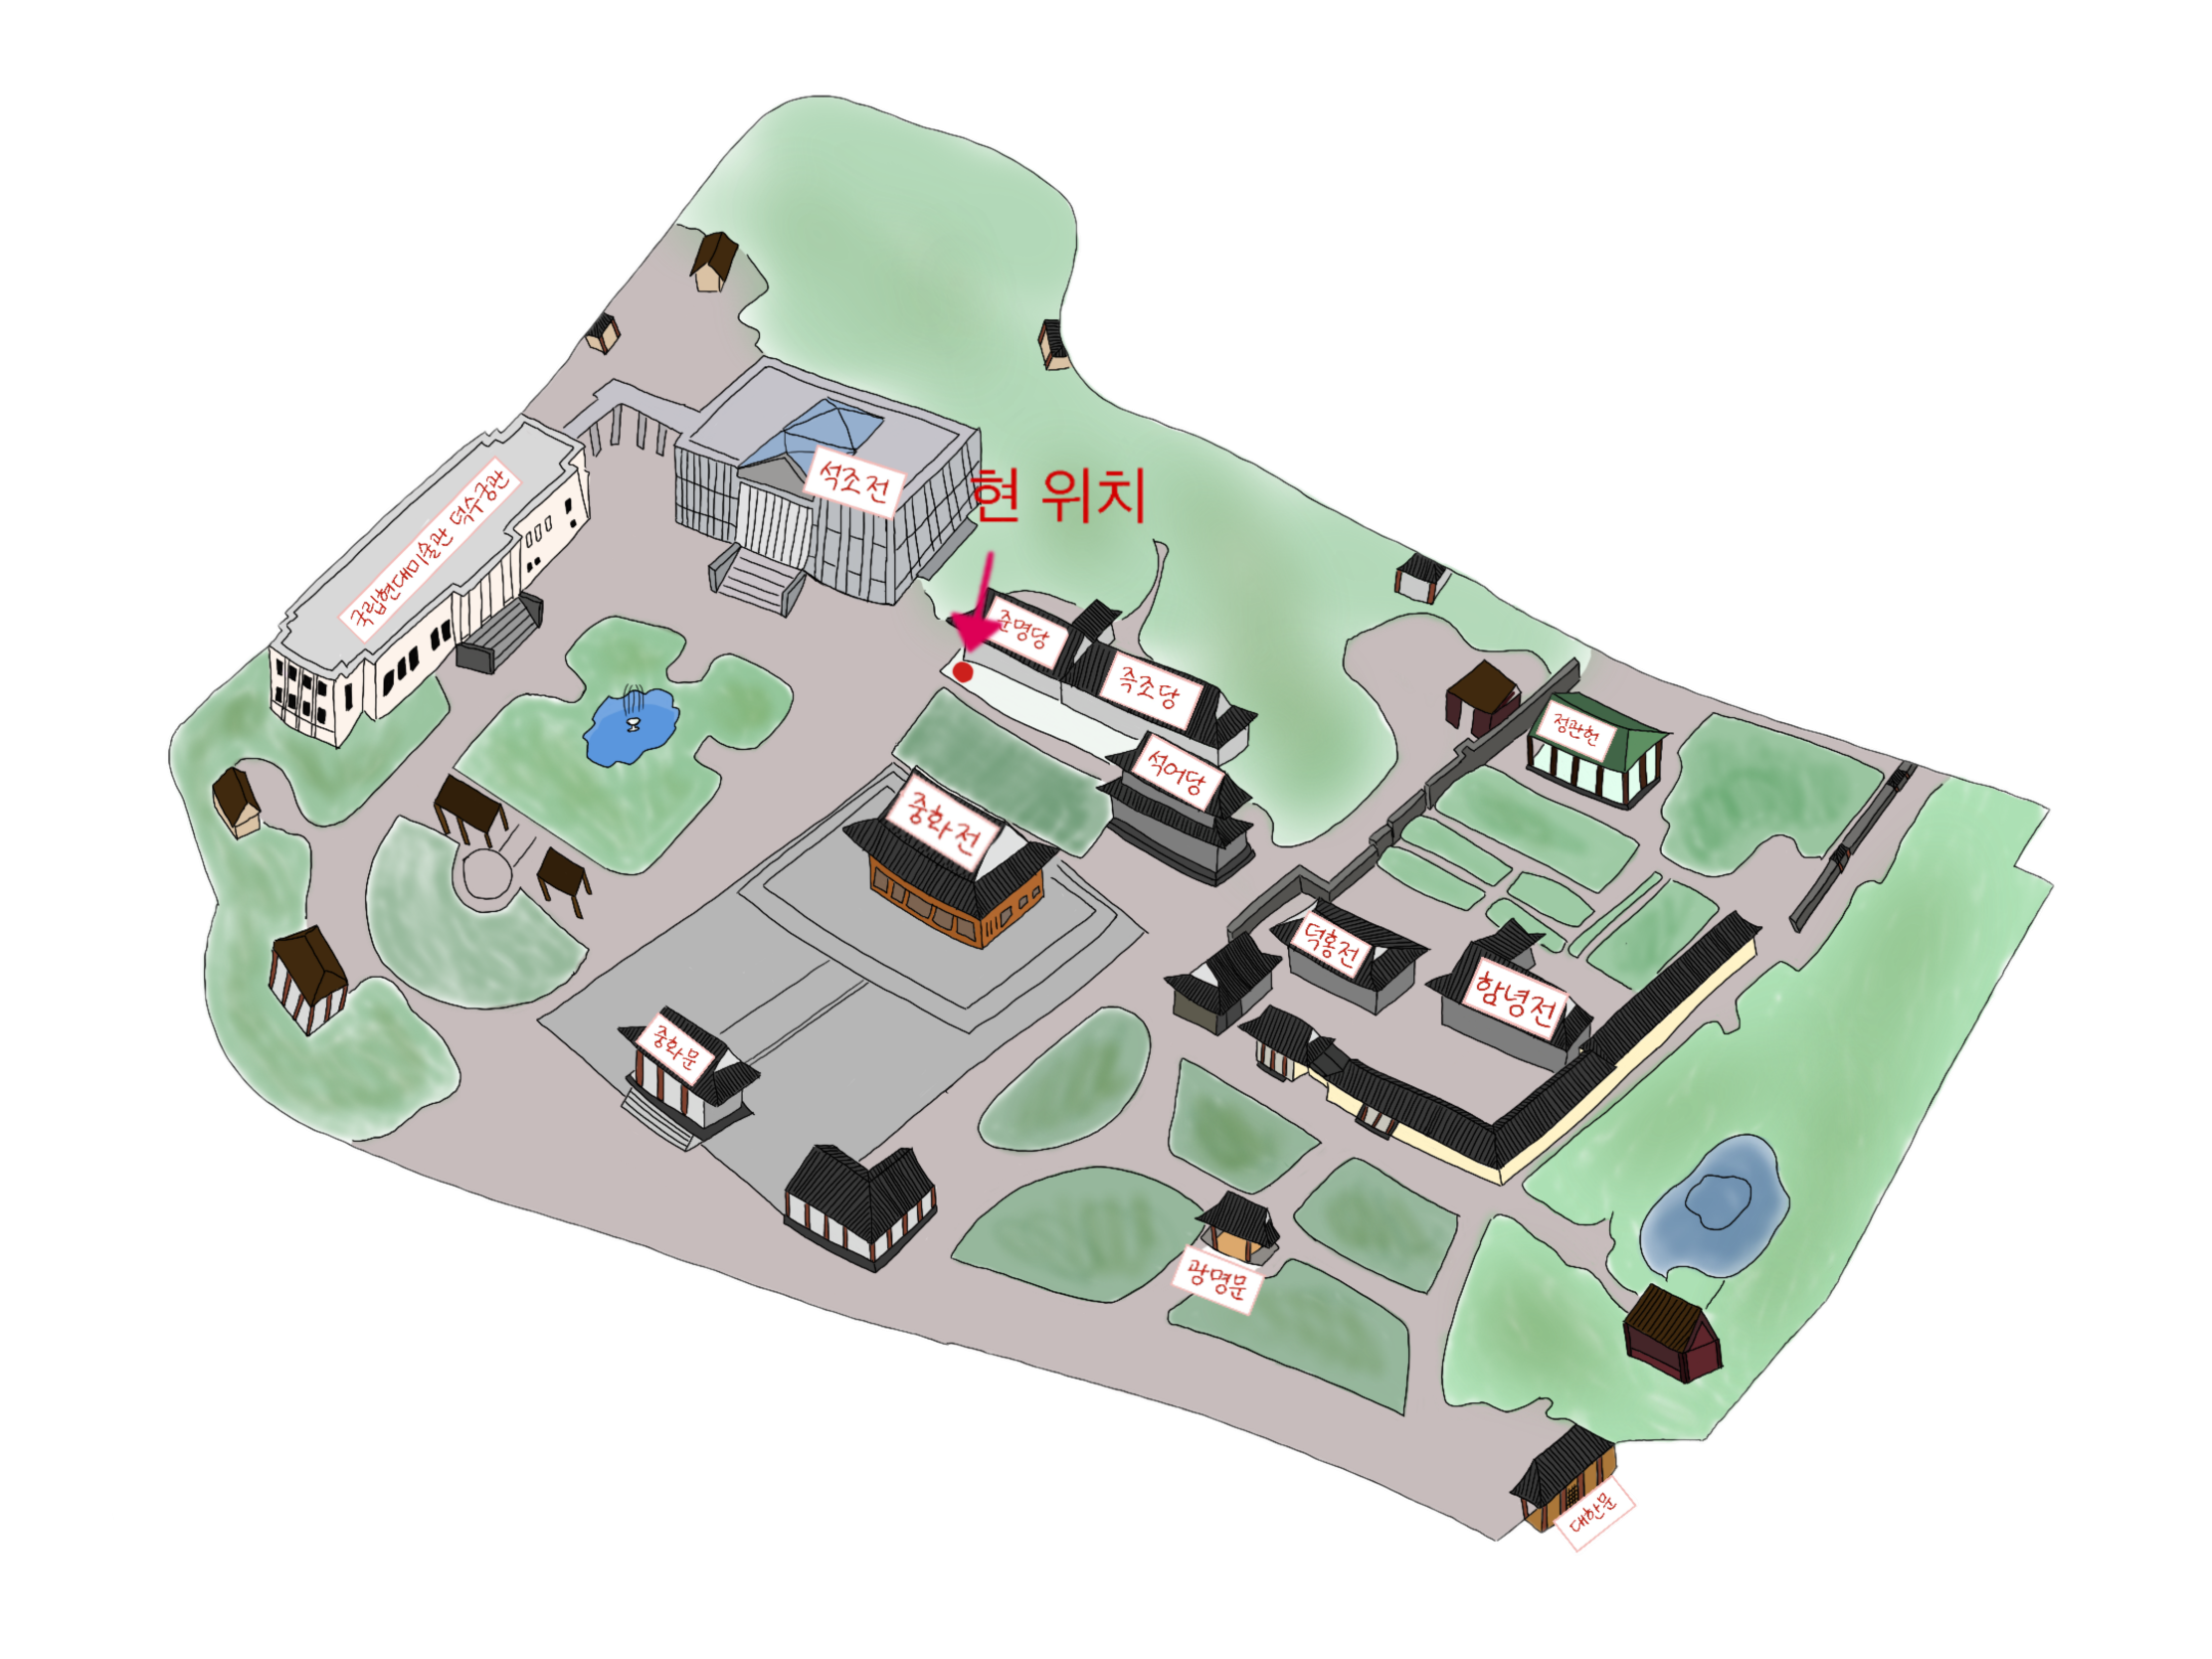 석조전
현 위치
국립현대미술관 덕수궁관
준명당
즉조당
정관헌
석어당
중화전
덕홍전
함녕전
중화문
광명문
대한문